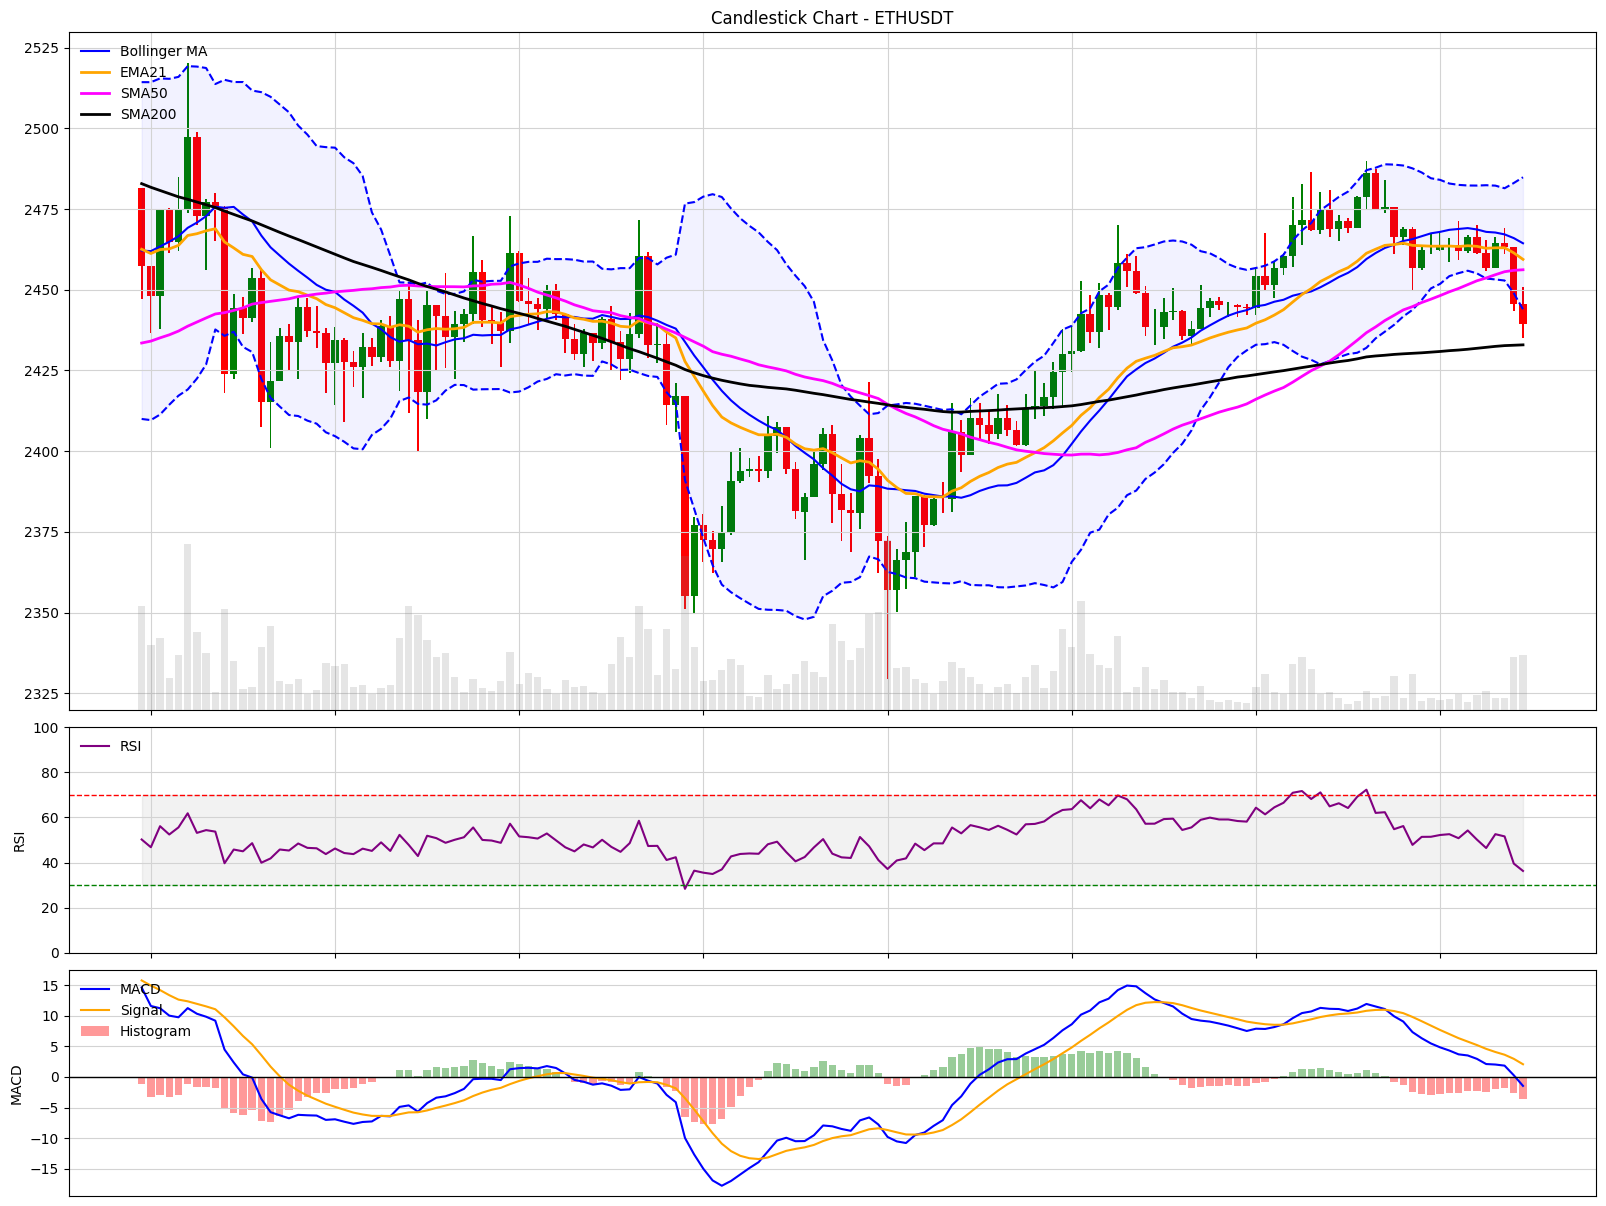 Candlestick Chart - ETHUSDT
Bollinger MA
EMA21
SMA50
SMA200
2525
2500
2475
2450
2425
2400
2375
2350
2325
RSI
RSI
100
80
60
40
20
0
MACD
Signal
Histogram
MACD
15
10
5
0
−5
−10
−15